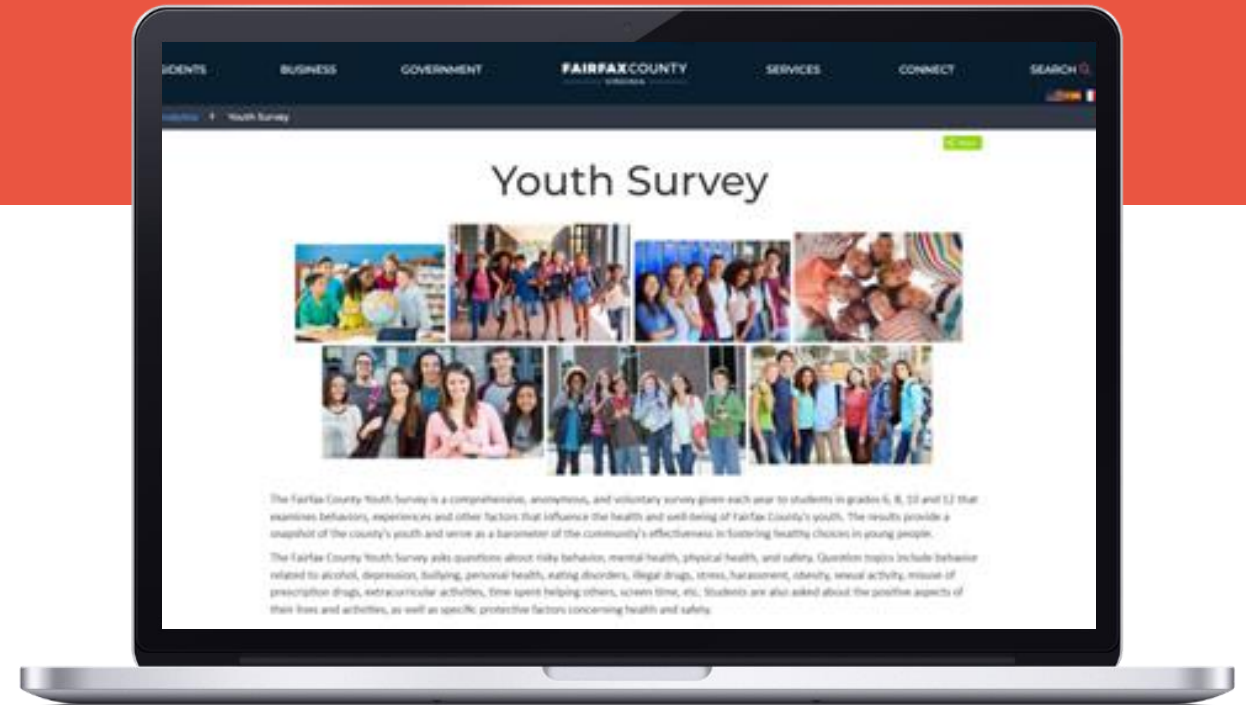 IDENTS BUSINESS GOVERNMENT FAIRFAXCOUNTY SERVICES CONNECT SEARCH
VIRGINIA
Youth Survey
Youth Survey
The Fairfax County Youth Survey is a comprehensive, anonymous, and voluntary survey given each year to students in grades 6, 8, 10 and 12 that
examines behaviors, experiences and other factors that influence the health and well-being of Fairfax County's youth. The results provide a
snapshot of the county's youth and serve as a barometer of the community's effectiveness in fostering healthy choices in young people.
The Fairfax County Youth Survey asks questions about risky behavior, mental health, physical health, and safety. Question topics include behavior
related to alcohol, depression, bullying, personal health, eating disorders, illegal drugs, stress, harassment, obesity, sexual activity, misuse of
prescription drugs, extracurricular activities, time spent helping others, screen time, etc. Students are also asked about the positive aspects of
their lives and activities, as well as specific protective factors concerning health and safety.